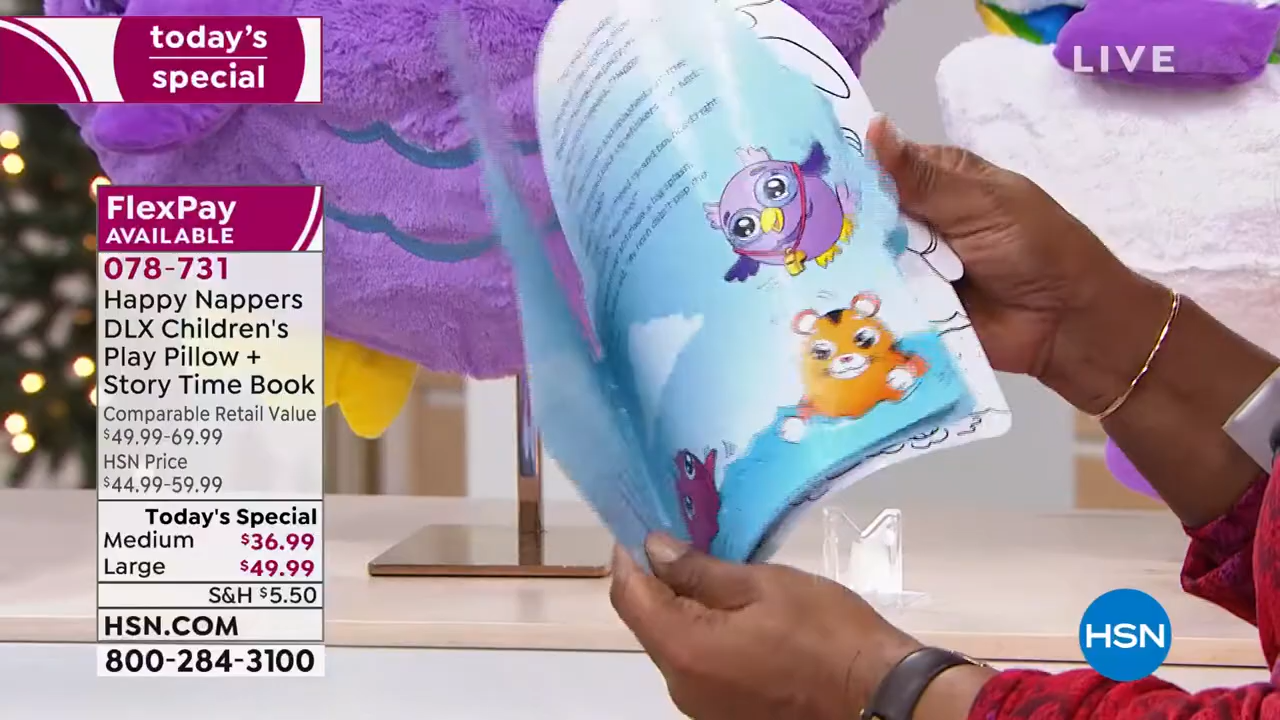 today's
special
LIVE
FlexPay
AVAILABLE
078-731
Happy Nappers
DLX Children's
Play Pillow +
Story Time Book
Comparable Retail Value
$49.99-69.99
HSN Price
$44.99-59.99
Today's Special
Medium $36.99
Large $49.99
S&H $5.50
HSN.COM
800-284-3100
HSN